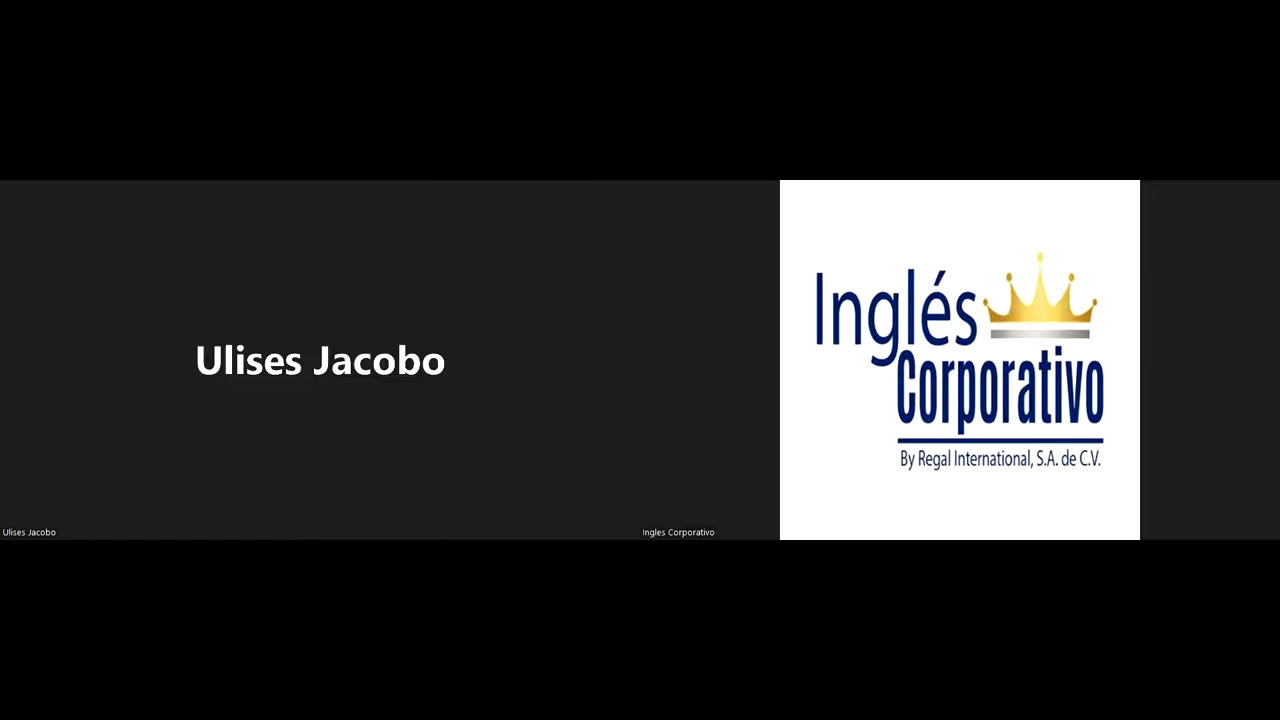 Ulises Jacobo
Ulises Jacobo
Inglés
Corporativo
By Regal International, S.A. de C.V.
Ingles Corporativo